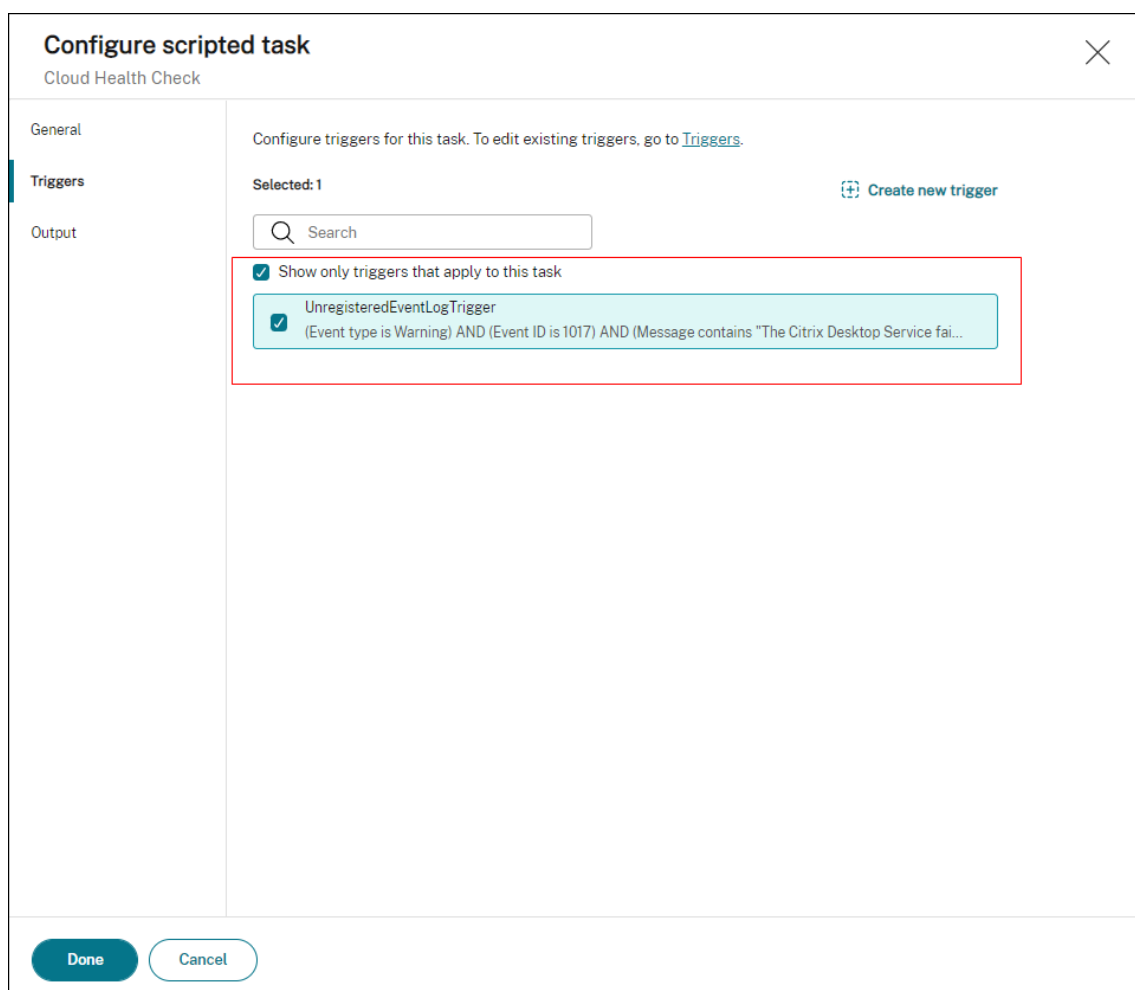 Configure scripted task
Cloud Health Check
General
Triggers
Output
Configure triggers for this task. To edit existing triggers, go to Triggers.
Selected: 1
Create new trigger
Search
Show only triggers that apply to this task
UnregisteredEventLogTrigger
(Event type is Warning) AND (Event ID is 1017) AND (Message contains "The Citrix Desktop Service fai...
Done
Cancel